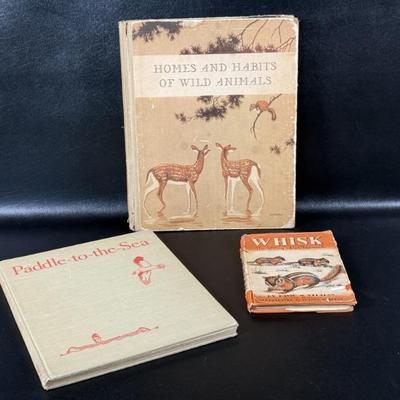 HOMES AND HABITS
OF WILD ANIMALS
Paddle-to-the-Sea
WHISK